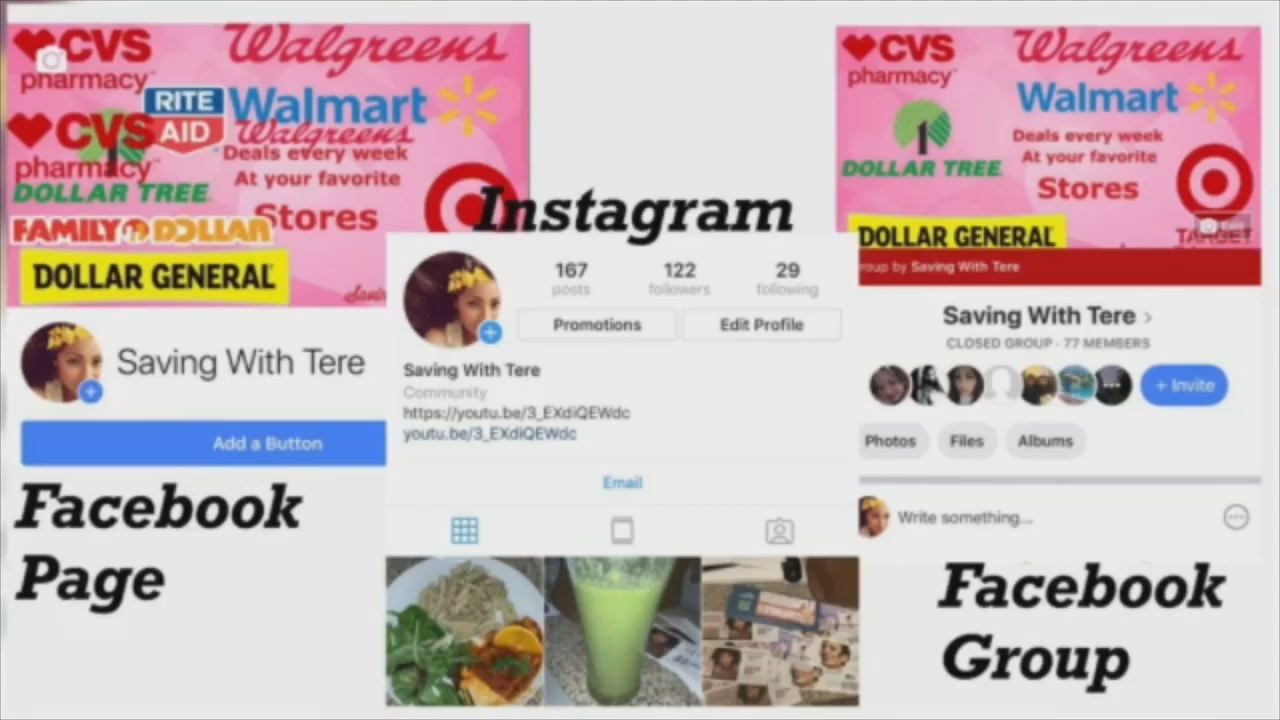 CVS
pharmacy
Walgreens
RITE
AID
Walmart
CVS
pharmacy
Walgreens
Deals every week
At your favorite
Stores
1
DOLLAR TREE
FAMILY DOLLAR
DOLLAR GENERAL
Saving With Tere
Add a Button
Facebook
Page
Instagram
167
posts
122
followers
29
following
Promotions
Edit Profile
Saving With Tere
Community
https://youtu.be/3_EXdiQEWdc
youtu.be/3_EXdiQEWdc
Email
CVS
pharmacy
Walgreens
Walmart
1
DOLLAR TREE
Deals every week
At your favorite
Stores
DOLLAR GENERAL
TARGET
roup by Saving With Tere
Saving With Tere >
CLOSED GROUP · 77 MEMBERS
+ Invite
Photos
Files
Albums
Write something...
Facebook
Group